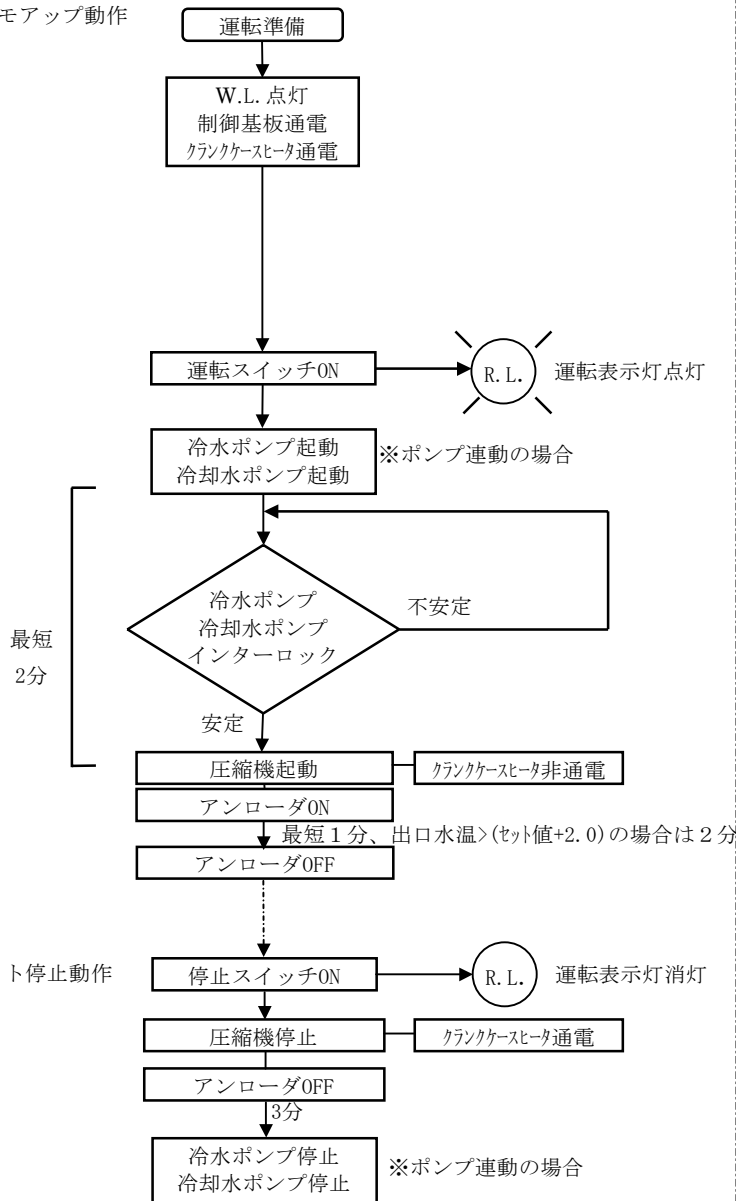 モアップ動作
運転準備
W.L.点灯
制御基板通電
ｸﾗﾝｸｹｰｽﾋｰﾀ通電
運転スイッチON
R.L.
運転表示灯点灯
冷水ポンプ起動
冷却水ポンプ起動
※ポンプ連動の場合
冷水ポンプ
冷却水ポンプ
インターロック
不安定
最短
2分
安定
圧縮機起動
ｸﾗﾝｸｹｰｽﾋｰﾀ非通電
アンローダON
最短１分、出口水温>(ｾｯﾄ値+2.0)の場合は２分
アンローダOFF
ト停止動作
停止スイッチON
R.L.
運転表示灯消灯
圧縮機停止
ｸﾗﾝｸｹｰｽﾋｰﾀ通電
アンローダOFF
3分
冷水ポンプ停止
冷却水ポンプ停止
※ポンプ連動の場合